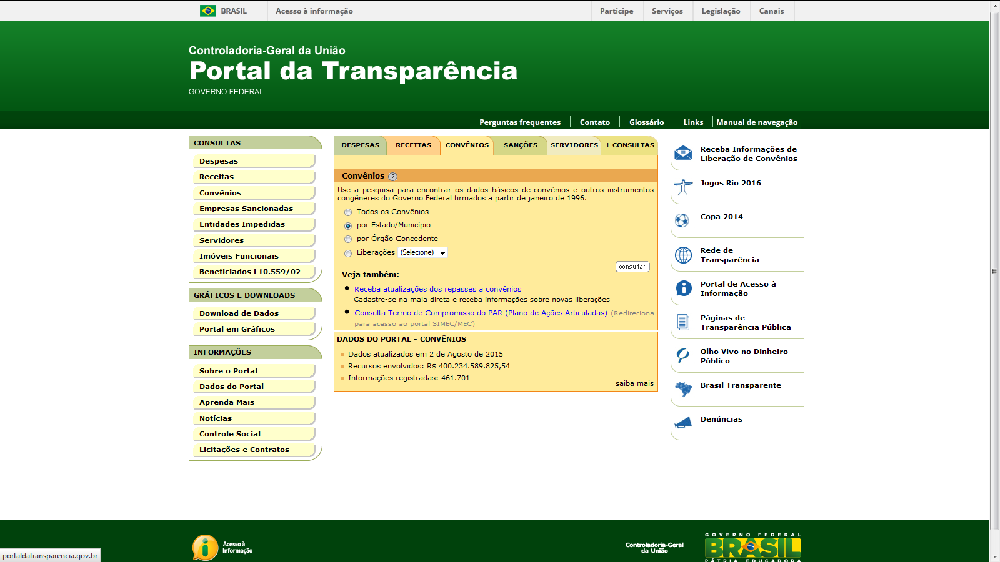 BRASIL
Acesso à informação
Participe
Serviços
Legislação
Canais
Controladoria-Geral da União
Portal da Transparência
GOVERNO FEDERAL
Perguntas frequentes
Contato
Glossário
Links
Manual de navegação
CONSULTAS
Despesas
Receitas
Convênios
Empresas Sancionadas
Entidades Impedidas
Servidores
Imóveis Funcionais
Beneficiados L10.559/02
GRÁFICOS E DOWNLOADS
Download de Dados
Portal em Gráficos
INFORMAÇÕES
Sobre o Portal
Dados do Portal
Aprenda Mais
Notícias
Controle Social
Licitações e Contratos
DESPESAS
RECEITAS
CONVÊNIOS
SANÇÕES
SERVIDORES
+ CONSULTAS
Convênios ?
Use a pesquisa para encontrar os dados básicos de convênios e outros instrumentos
congêneres do Governo Federal firmados a partir de janeiro de 1996.
Todos os Convênios
por Estado/Município
por Órgão Concedente
Liberações (Selecione)
consultar
Veja também:
Receba atualizações dos repasses a convênios
Cadastre-se na mala direta e receba informações sobre novas liberações
Consulta Termo de Compromisso do PAR (Plano de Ações Articuladas) (Redireciona
para acesso ao portal SIMEC/MEC)
DADOS DO PORTAL - CONVÊNIOS
Dados atualizados em 2 de Agosto de 2015
Recursos envolvidos: R$ 400.234.589.825,54
Informações registradas: 461.701
saiba mais
Receba Informações de
Liberação de Convênios
Jogos Rio 2016
Copa 2014
Rede de
Transparência
Portal de Acesso à
Informação
Páginas de
Transparência Pública
Olho Vivo no Dinheiro
Público
Brasil Transparente
Denúncias
Acesso à
Informação
Controladoria-Geral
da União
GOVERNO FEDERAL
BRASIL
PÁTRIA EDUCADORA
portaldatransparencia.gov.br